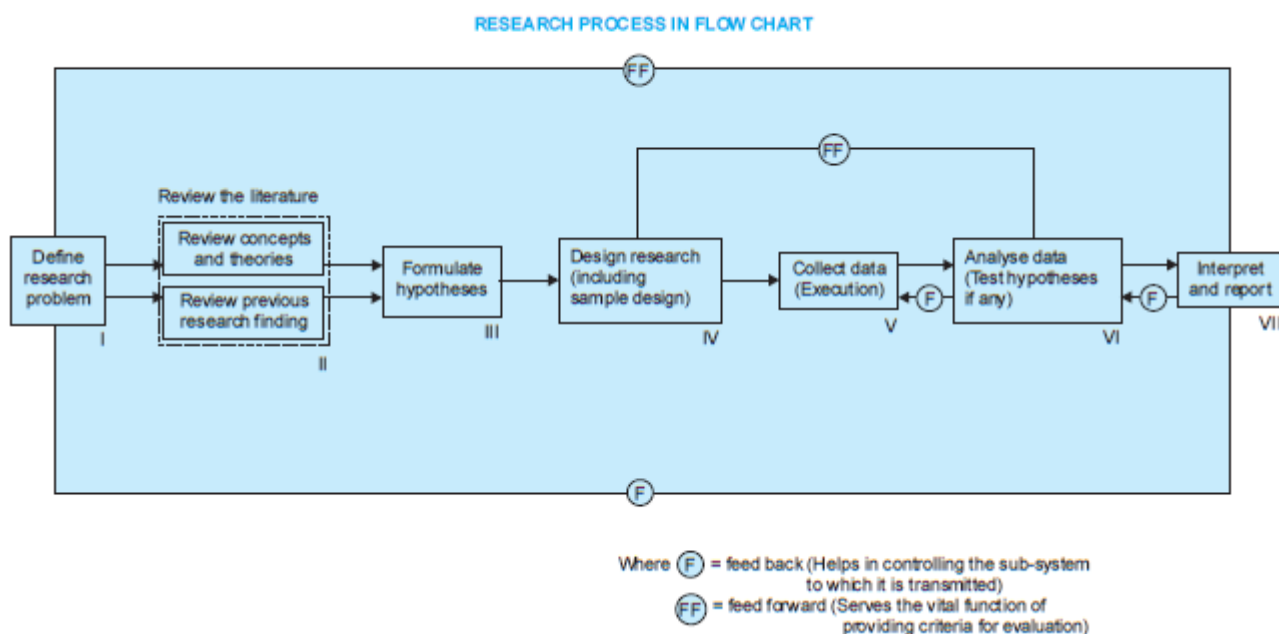 RESEARCH PROCESS IN FLOW CHART
FF
FF
Review the literature
Define
research
problem
I
Review concepts
and theories
Review previous
research finding
II
Formulate
hypotheses
III
Design research
(including
sample design)
IV
Collect data
(Execution)
V
F
Analyse data
(Test hypotheses
if any)
VI
F
Interpret
and report
VII
F
Where F = feed back (Helps in controlling the sub-system
to which it is transmitted)
FF = feed forward (Serves the vital function of
providing criteria for evaluation)